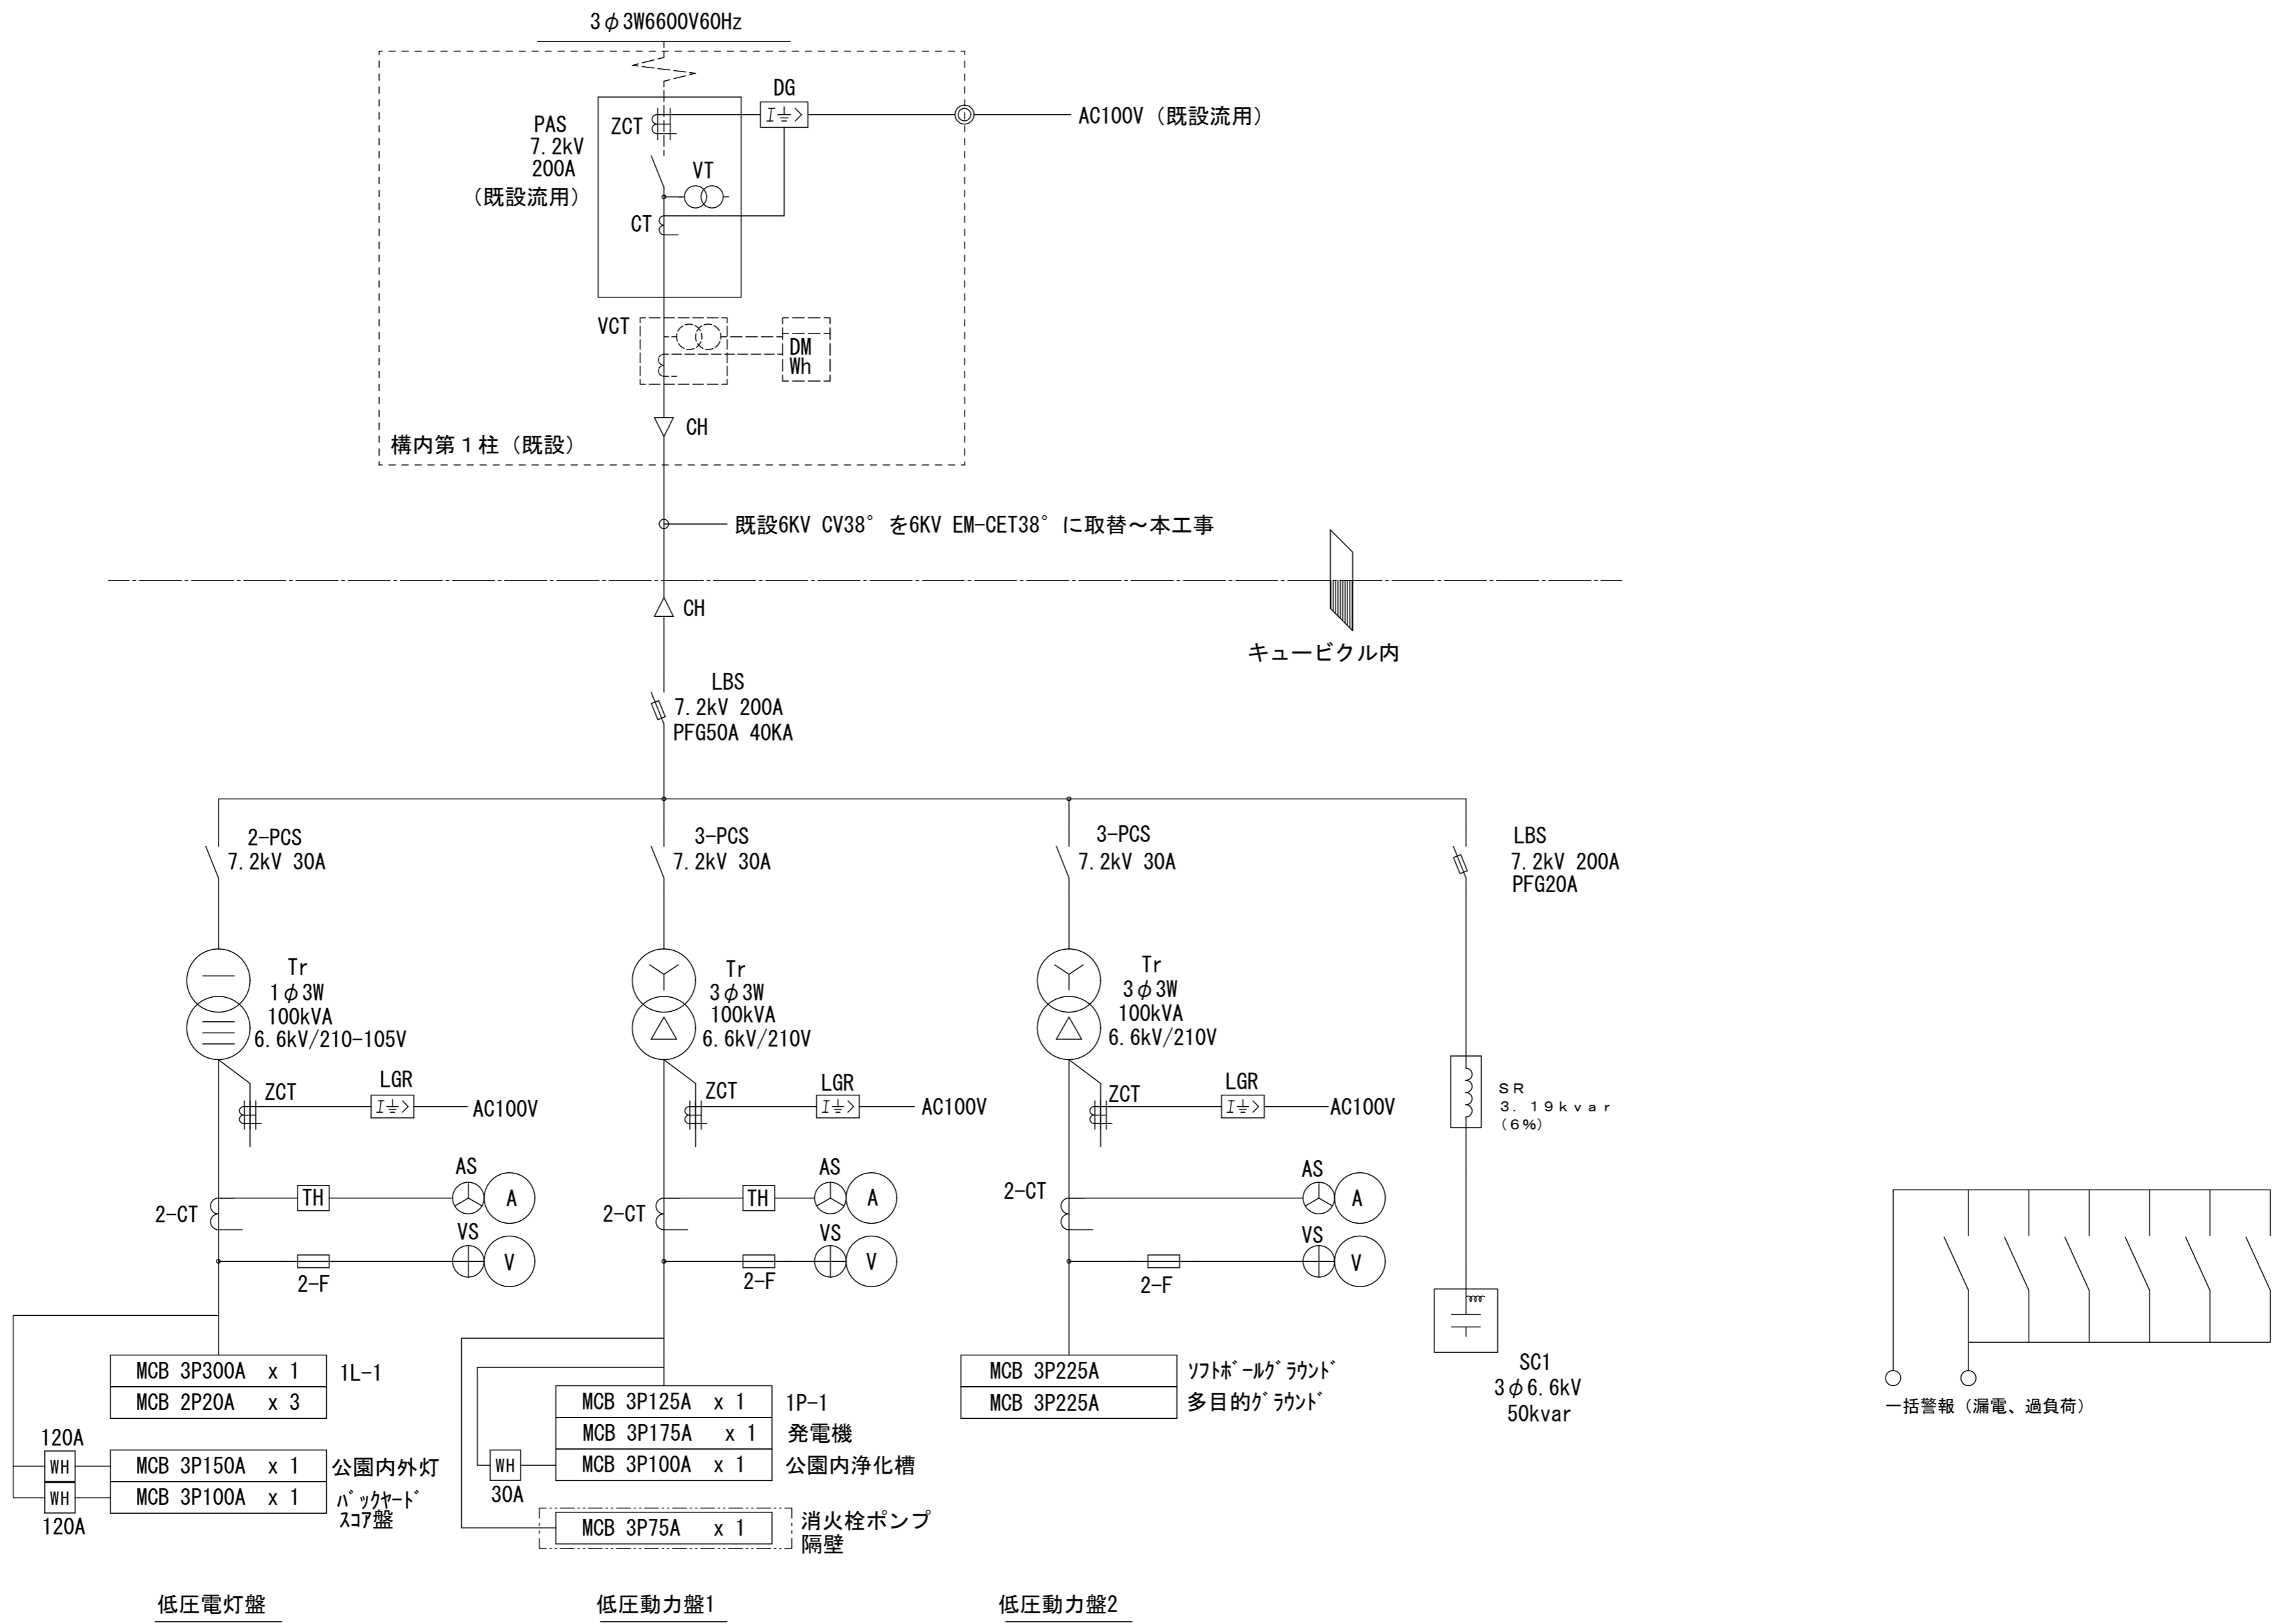 3φ3W6600V60Hz
DG
I⏚>
AC100V（既設流用）
PAS
7.2kV
200A
（既設流用）
ZCT
VT
CT
VCT
DM
Wh
CH
構内第１柱（既設）
既設6KV CV38°を6KV EM-CET38°に取替～本工事
CH
キュービクル内
LBS
7.2kV 200A
PFG50A 40KA
2-PCS
7.2kV 30A
3-PCS
7.2kV 30A
3-PCS
7.2kV 30A
LBS
7.2kV 200A
PFG20A
Tr
1φ3W
100kVA
6.6kV/210-105V
Tr
3φ3W
100kVA
6.6kV/210V
Tr
3φ3W
100kVA
6.6kV/210V
ZCT
LGR
I⏚>
AC100V
ZCT
LGR
I⏚>
AC100V
ZCT
LGR
I⏚>
AC100V
ＳＲ
３．１９ｋｖａｒ
（６％）
2-CT
TH
AS
A
VS
V
2-F
2-CT
TH
AS
A
VS
V
2-F
2-CT
AS
A
VS
V
2-F
MCB 3P300A x 1 1L-1
MCB 2P20A x 3
120A
WH
MCB 3P150A x 1 公園内外灯
WH
MCB 3P100A x 1 ﾊﾞｯｸﾔｰﾄﾞ
ｽｺｱ盤
120A
MCB 3P125A x 1 1P-1
MCB 3P175A x 1 発電機
WH
MCB 3P100A x 1 公園内浄化槽
30A
MCB 3P75A x 1 消火栓ポンプ
隔壁
MCB 3P225A ｿﾌﾄﾎﾞｰﾙｸﾞﾗｳﾝﾄﾞ
MCB 3P225A 多目的ｸﾞﾗｳﾝﾄﾞ
SC1
3φ6.6kV
50kvar
一括警報（漏電、過負荷）
低圧電灯盤
低圧動力盤1
低圧動力盤2